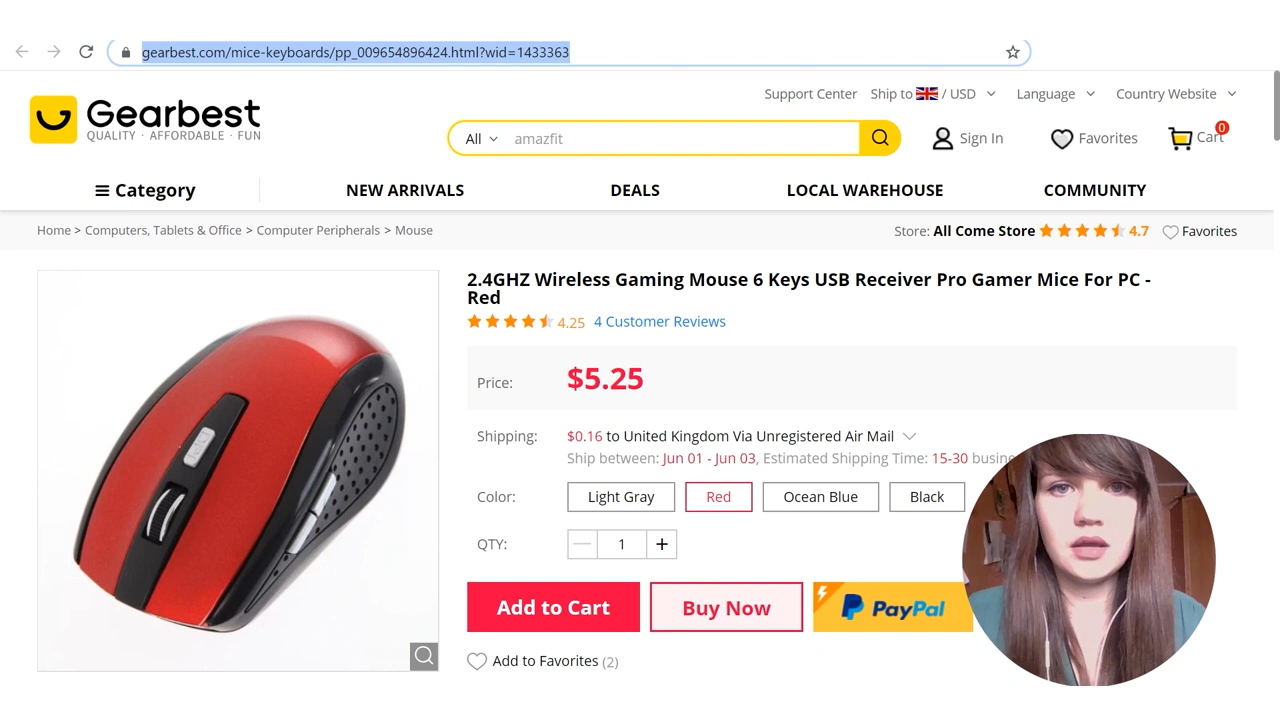 gearbest.com/mice-keyboards/pp_009654896424.html?wid=1433363
Support Center Ship to / USD Language Country Website
Gearbest
QUALITY · AFFORDABLE · FUN
All amazfit
Sign In Favorites Cart 0
Category NEW ARRIVALS DEALS LOCAL WAREHOUSE COMMUNITY
Home > Computers, Tablets & Office > Computer Peripherals > Mouse
Store: All Come Store 4.7 Favorites
2.4GHZ Wireless Gaming Mouse 6 Keys USB Receiver Pro Gamer Mice For PC -
Red
4.25 4 Customer Reviews
Price: $5.25
Shipping: $0.16 to United Kingdom Via Unregistered Air Mail
Ship between: Jun 01 - Jun 03, Estimated Shipping Time: 15-30
Color: Light Gray Red Ocean Blue Black
QTY: 1 +
Add to Cart Buy Now PayPal
Add to Favorites (2)